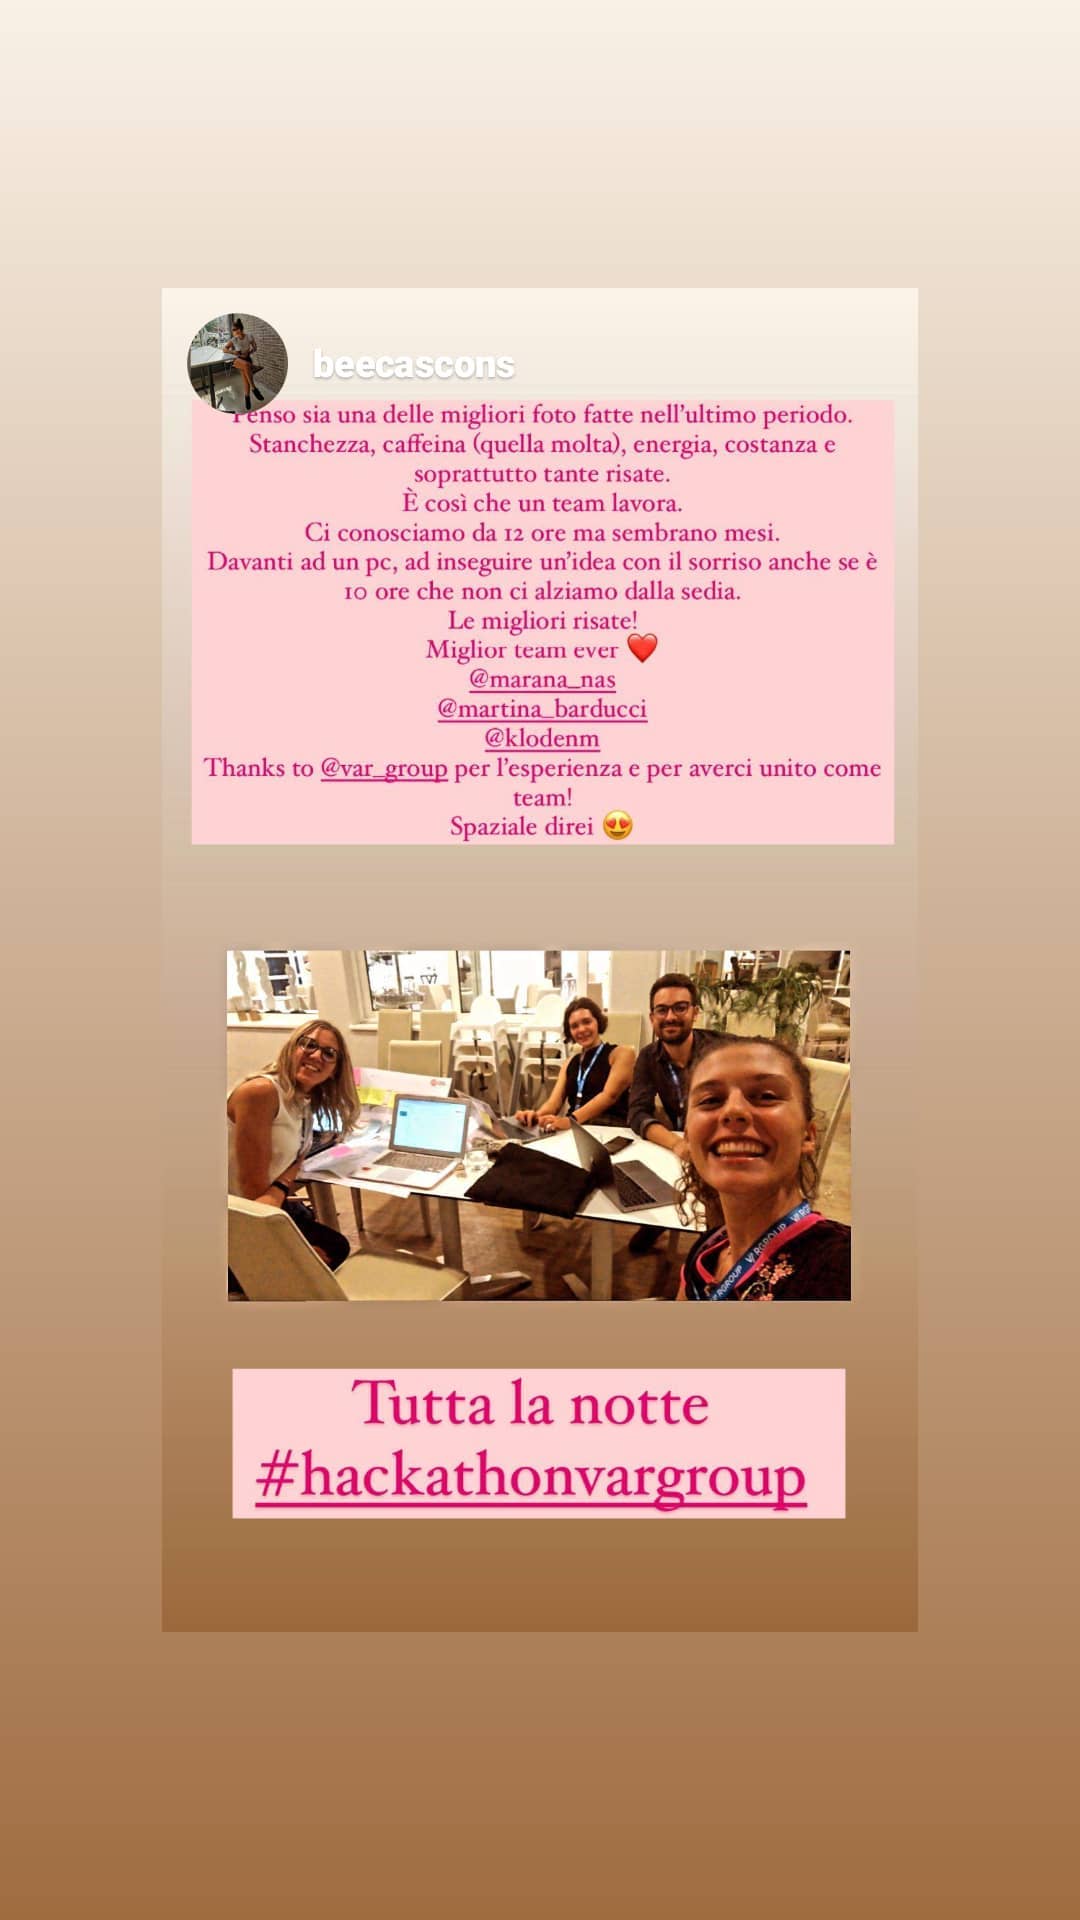 beecascons
Penso sia una delle migliori foto fatte nell'ultimo periodo.
Stanchezza, caffeina (quella molta), energia, costanza e
soprattutto tante risate.
È così che un team lavora.
Ci conosciamo da 12 ore ma sembrano mesi.
Davanti ad un pc, ad inseguire un'idea con il sorriso anche se è
10 ore che non ci alziamo dalla sedia.
Le migliori risate!
Miglior team ever ❤️
@marana_nas
@martina_barducci
@klodenm
Thanks to @var_group per l'esperienza e per averci unito come
team!
Spaziale direi 😍
VARGROUP
Tutta la notte
#hackathonvargroup